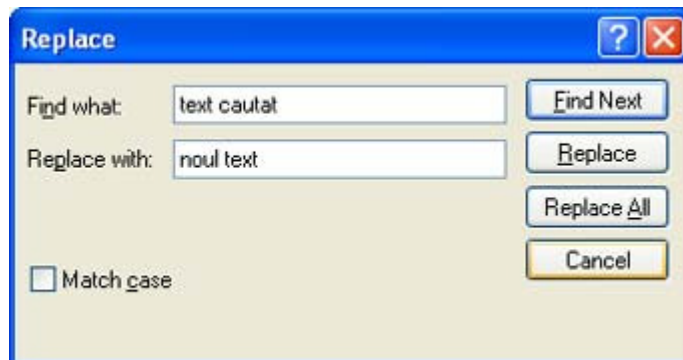 Replace
Find what: text cautat Find Next
Replace with: noul text Replace
Replace All
Cancel
Match case